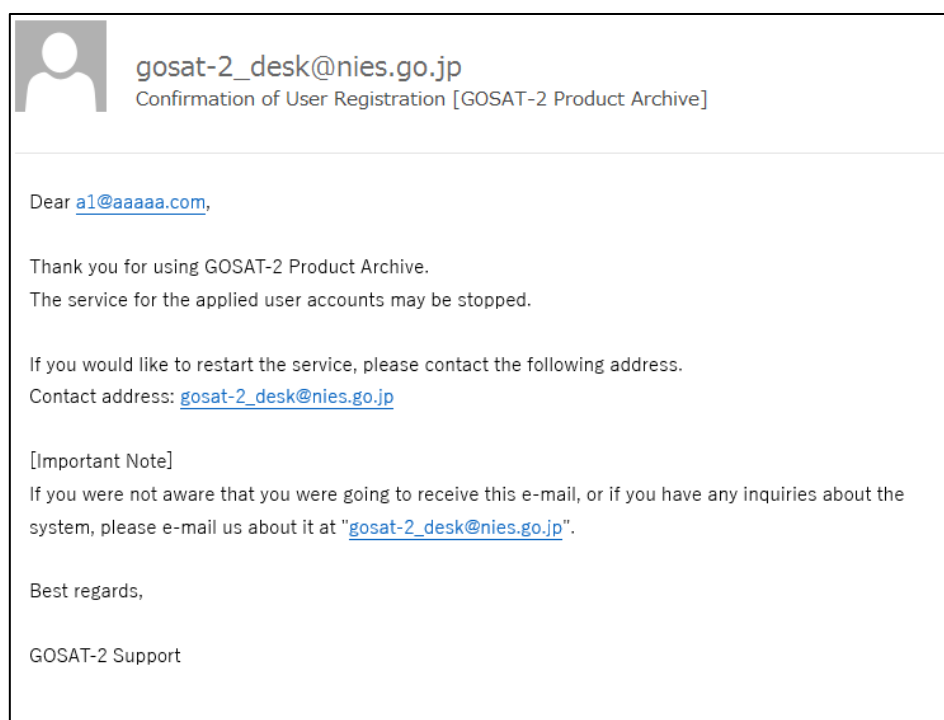 gosat-2_desk@nies.go.jp
Confirmation of User Registration [GOSAT-2 Product Archive]
Dear a1@aaaaa.com,
Thank you for using GOSAT-2 Product Archive.
The service for the applied user accounts may be stopped.
If you would like to restart the service, please contact the following address.
Contact address: gosat-2_desk@nies.go.jp
[Important Note]
If you were not aware that you were going to receive this e-mail, or if you have any inquiries about the
system, please e-mail us about it at "gosat-2_desk@nies.go.jp".
Best regards,
GOSAT-2 Support